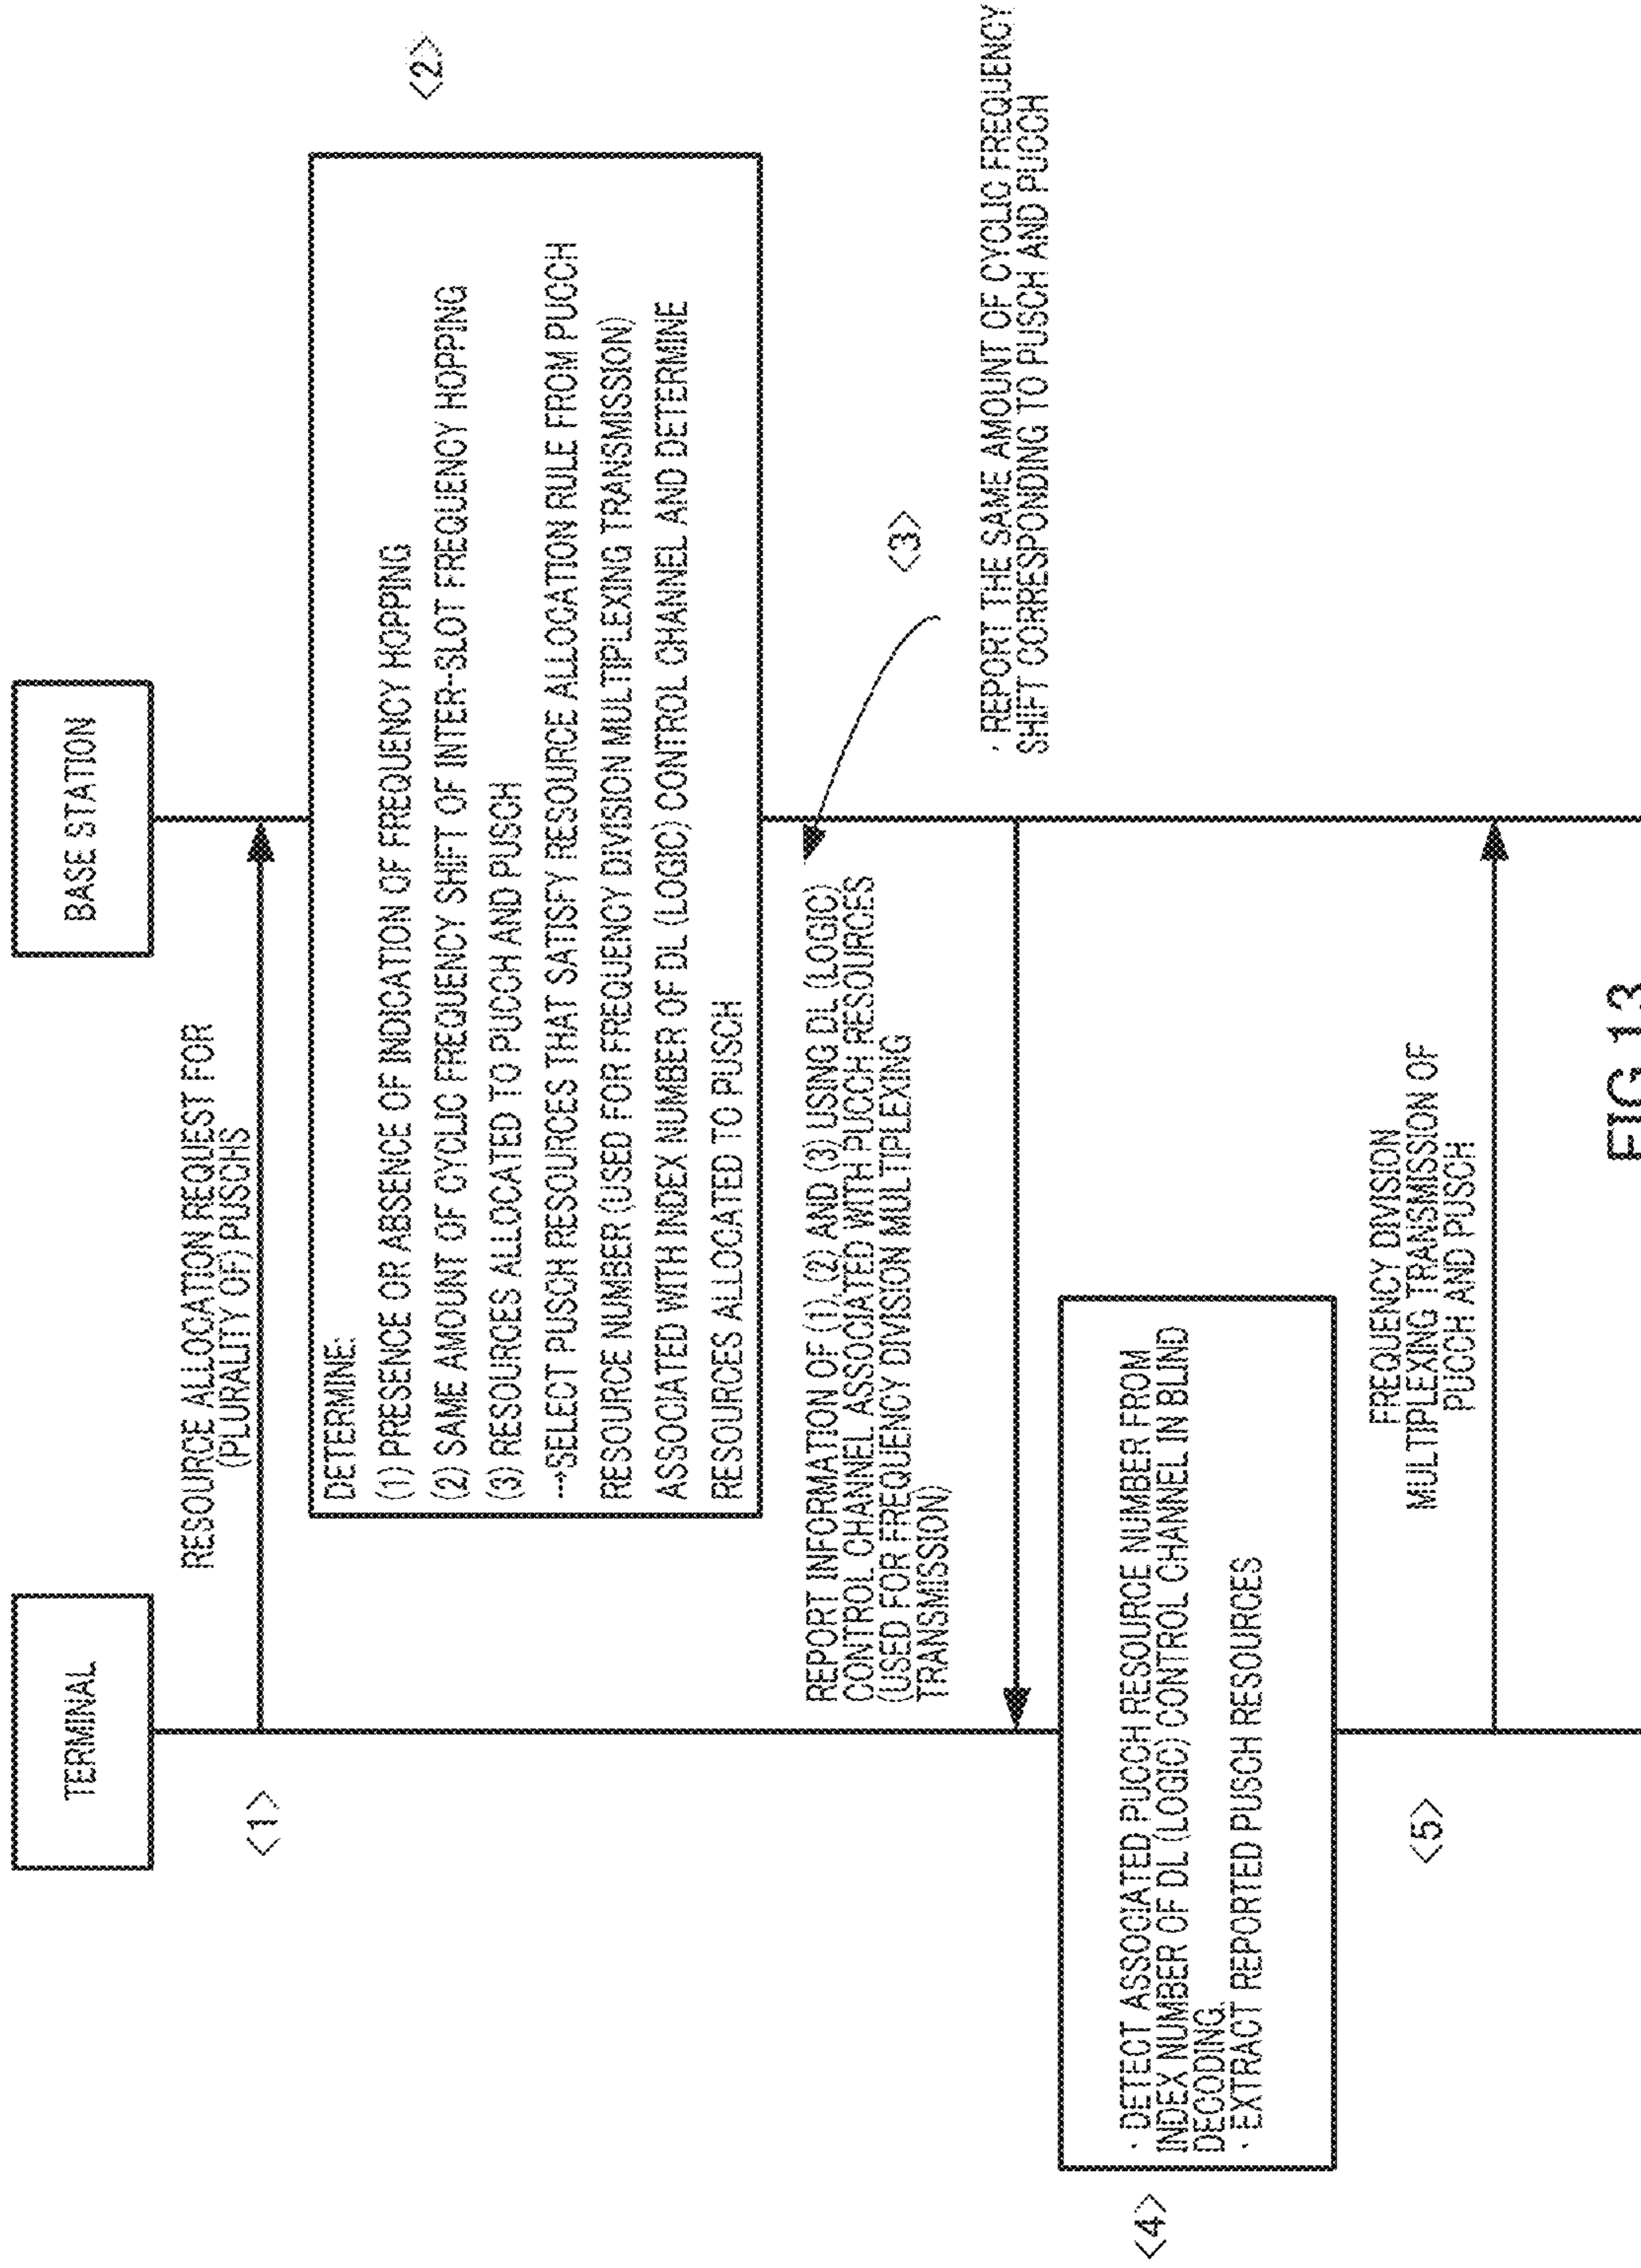 TERMINAL
BASE STATION
<1>
RESOURCE ALLOCATION REQUEST FOR
(PLURALITY OF) PUSCHS
<2>
DETERMINE:
(1) PRESENCE OR ABSENCE OF INDICATION OF FREQUENCY HOPPING
(2) SAME AMOUNT OF CYCLIC FREQUENCY SHIFT OF INTER-SLOT FREQUENCY HOPPING
(3) RESOURCES ALLOCATED TO PUCCH AND PUSCH
→SELECT PUSCH RESOURCES THAT SATISFY RESOURCE ALLOCATION RULE FROM PUCCH
RESOURCE NUMBER (USED FOR FREQUENCY DIVISION MULTIPLEXING TRANSMISSION)
ASSOCIATED WITH INDEX NUMBER OF DL (LOGIC) CONTROL CHANNEL AND DETERMINE
RESOURCES ALLOCATED TO PUSCH
REPORT INFORMATION OF (1), (2) AND (3) USING DL (LOGIC)
CONTROL CHANNEL ASSOCIATED WITH PUCCH RESOURCES
(USED FOR FREQUENCY DIVISION MULTIPLEXING
TRANSMISSION)
<3>
· REPORT THE SAME AMOUNT OF CYCLIC FREQUENCY
SHIFT CORRESPONDING TO PUSCH AND PUCCH
<4>
· DETECT ASSOCIATED PUCCH RESOURCE NUMBER FROM
INDEX NUMBER OF DL (LOGIC) CONTROL CHANNEL IN BLIND
DECODING.
· EXTRACT REPORTED PUSCH RESOURCES
<5>
FREQUENCY DIVISION
MULTIPLEXING TRANSMISSION OF
PUCCH AND PUSCH
FIG.13